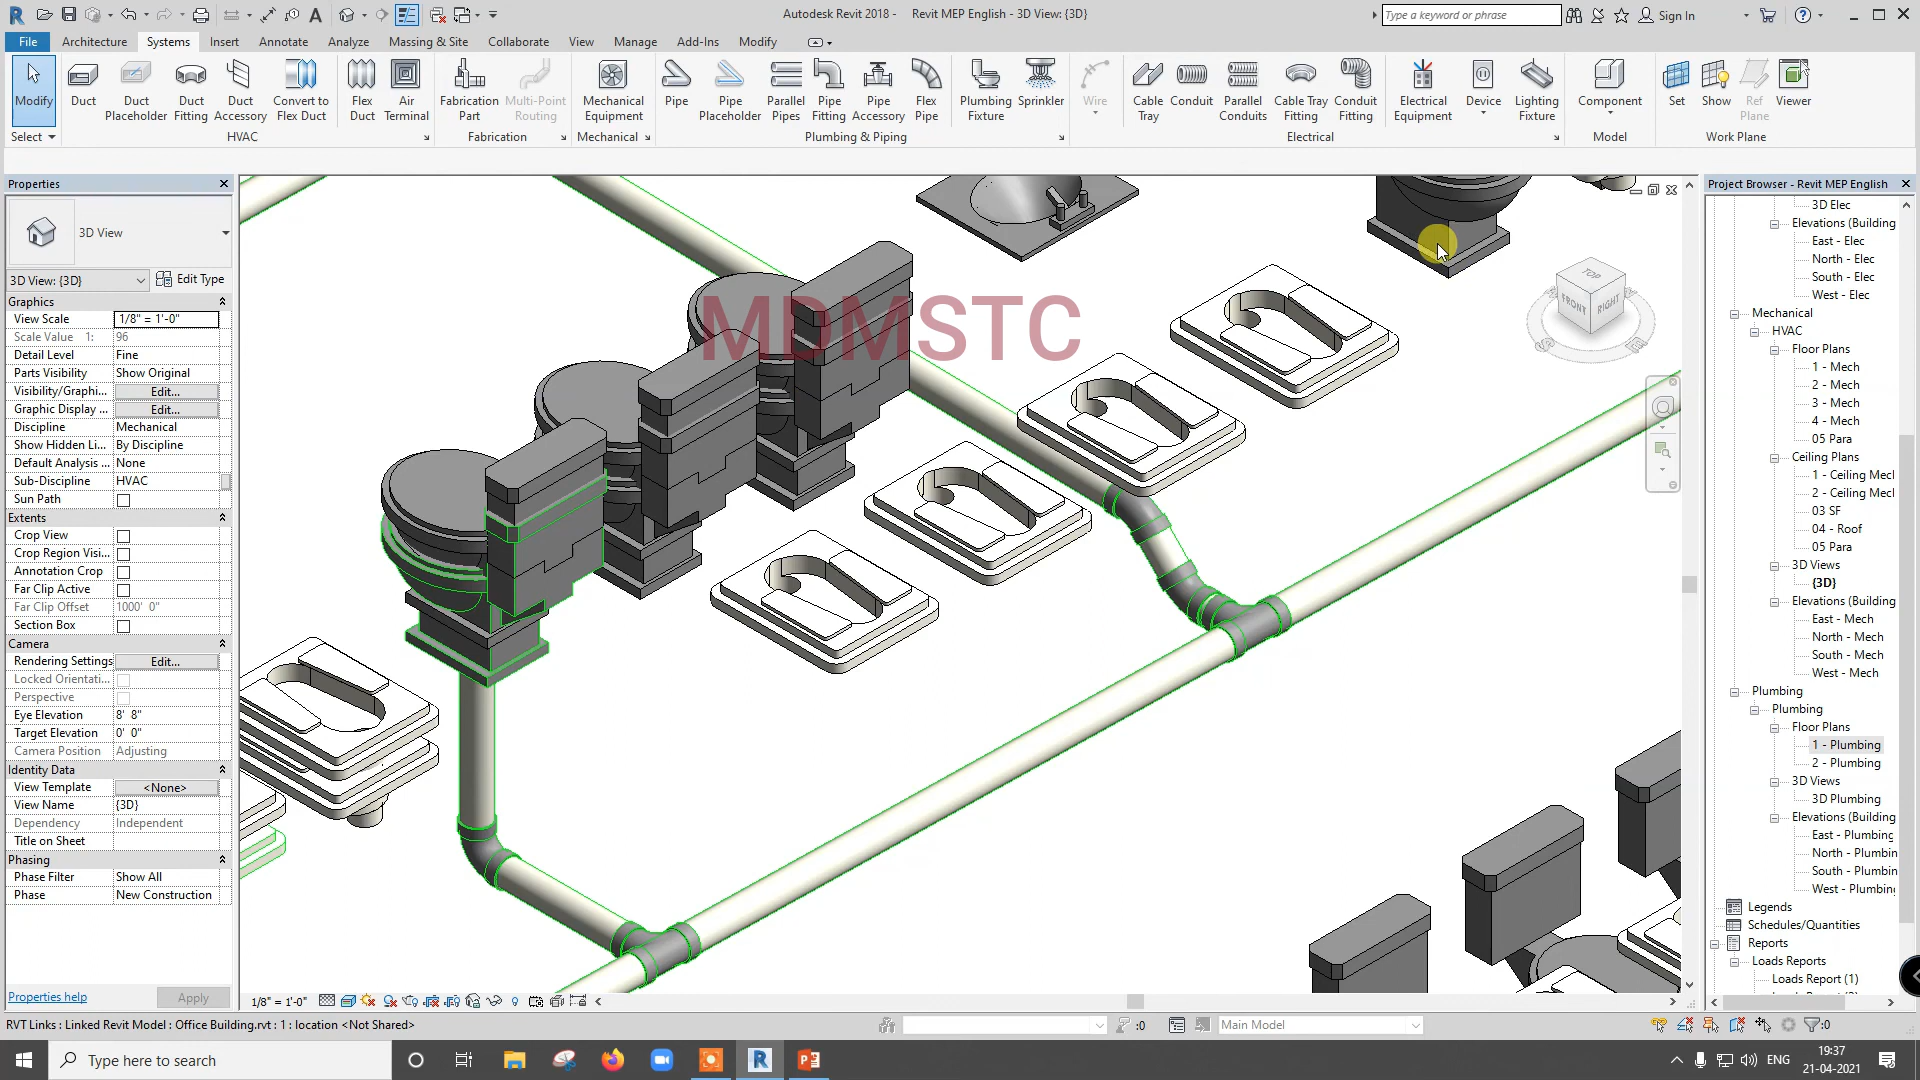 Autodesk Revit 2018 - Revit MEP English - 3D View: {3D}
Type a keyword or phrase
Sign In
File Architecture Systems Insert Annotate Analyze Massing & Site Collaborate View Manage Add-Ins Modify
Modify Duct Duct Placeholder Duct Fitting Duct Accessory Convert to Flex Duct Flex Duct Air Terminal Fabrication Part Multi-Point Routing Mechanical Equipment Pipe Pipe Placeholder Parallel Pipes Pipe Fitting Pipe Accessory Flex Pipe Plumbing Fixture Sprinkler Wire Cable Tray Conduit Parallel Conduits Cable Tray Fitting Conduit Fitting Electrical Equipment Device Lighting Fixture Component Set Show Ref Plane Viewer
Select HVAC Fabrication Mechanical Plumbing & Piping Electrical Model Work Plane
Properties
3D View
3D View: {3D} Edit Type
Graphics
View Scale 1/8" = 1'-0"
Scale Value 1: 96
Detail Level Fine
Parts Visibility Show Original
Visibility/Graphi... Edit...
Graphic Display ... Edit...
Discipline Mechanical
Show Hidden Li... By Discipline
Default Analysis ... None
Sub-Discipline HVAC
Sun Path
Extents
Crop View
Crop Region Visi...
Annotation Crop
Far Clip Active
Far Clip Offset 1000' 0"
Section Box
Camera
Rendering Settings Edit...
Locked Orientati...
Perspective
Eye Elevation 8' 8"
Target Elevation 0' 0"
Camera Position Adjusting
Identity Data
View Template <None>
View Name {3D}
Dependency Independent
Title on Sheet
Phasing
Phase Filter Show All
Phase New Construction
Properties help Apply
MDMSTC
TOP
FRONT RIGHT
Project Browser - Revit MEP English
3D Elec
Elevations (Building
East - Elec
North - Elec
South - Elec
West - Elec
Mechanical
HVAC
Floor Plans
1 - Mech
2 - Mech
3 - Mech
4 - Mech
05 Para
Ceiling Plans
1 - Ceiling Mecl
2 - Ceiling Mecl
03 SF
04 - Roof
05 Para
3D Views
{3D}
Elevations (Building
East - Mech
North - Mech
South - Mech
West - Mech
Plumbing
Plumbing
Floor Plans
1 - Plumbing
2 - Plumbing
3D Views
3D Plumbing
Elevations (Building
East - Plumbing
North - Plumbin
South - Plumbin
West - Plumbin
Legends
Schedules/Quantities
Reports
Loads Reports
Loads Report (1)
1/8" = 1'-0"
RVT Links : Linked Revit Model : Office Building.rvt : 1 : location <Not Shared>
:0
Main Model
:0
Type here to search
ENG
19:37
21-04-2021